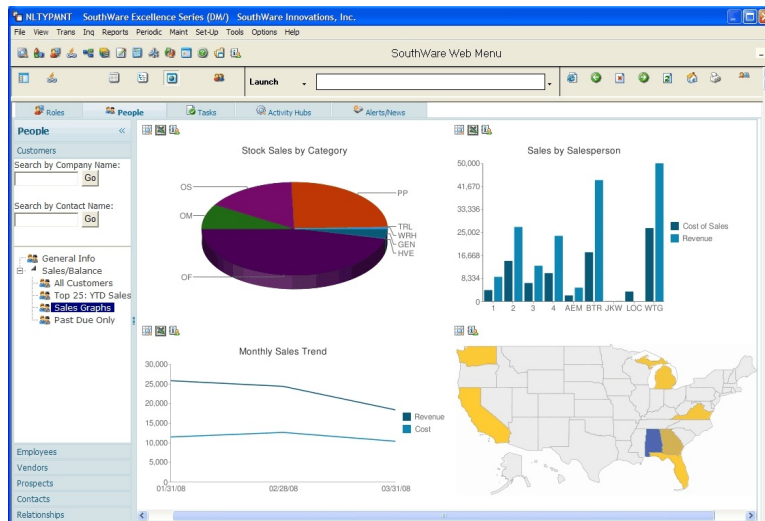 NLTYPMNT SouthWare Excellence Series (DM/) SouthWare Innovations, Inc.
File View Trans Inq Reports Periodic Maint Set-Up Tools Options Help
SouthWare Web Menu
Launch
Roles People Tasks Activity Hubs Alerts/News
People «
Customers
Search by Company Name:
Go
Search by Contact Name:
Go
General Info
Sales/Balance
All Customers
Top 25: YTD Sales
Sales Graphs
Past Due Only
Employees
Vendors
Prospects
Contacts
Relationships
Stock Sales by Category
OS
PP
OM
TRL
WRH
GEN
HVE
OF
Sales by Salesperson
50,000
41,670
33,336
25,002
16,668
8,334
0
1 2 3 4 AEM BTR JKW LOC WTG
Cost of Sales
Revenue
Monthly Sales Trend
30,000
25,000
20,000
15,000
10,000
5,000
0
01/31/08 02/28/08 03/31/08
Revenue
Cost